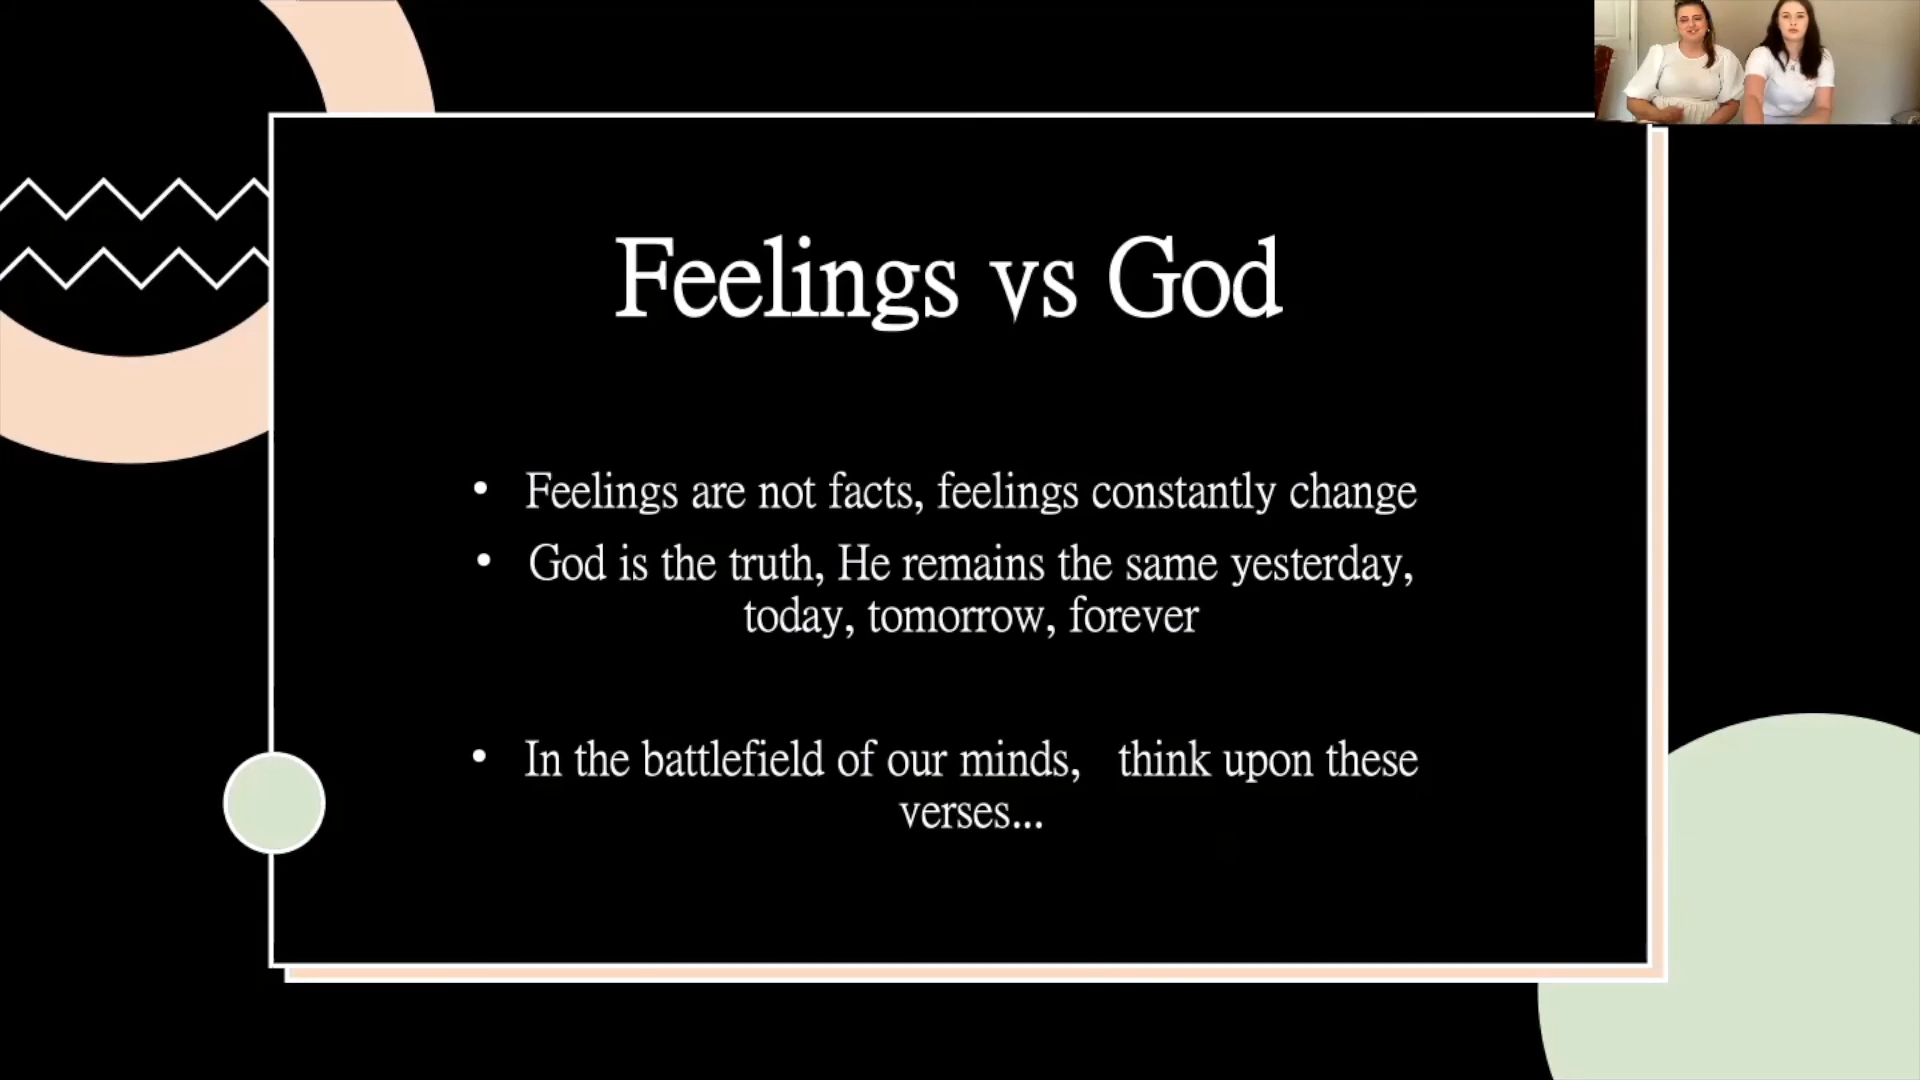 Feelings vs God
• Feelings are not facts, feelings constantly change
• God is the truth, He remains the same yesterday,
today, tomorrow, forever
• In the battlefield of our minds, think upon these
verses...